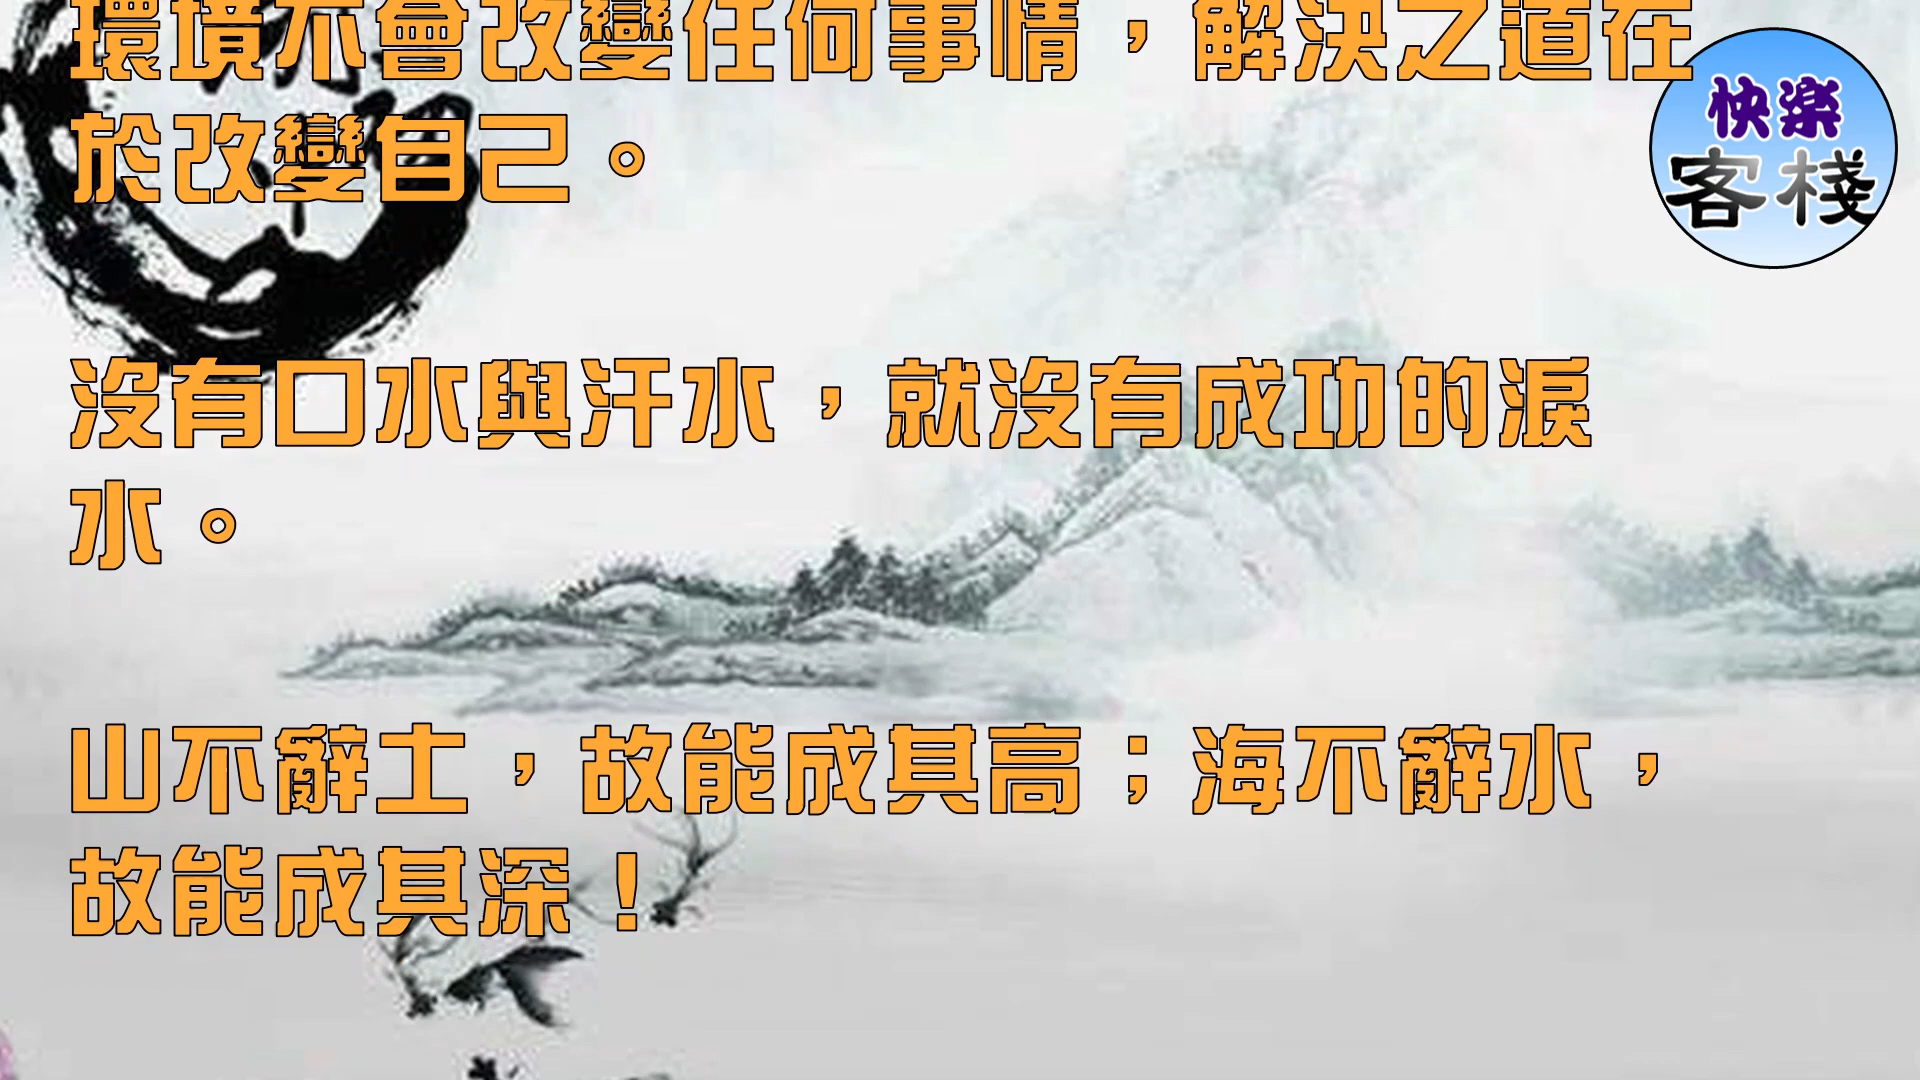 環境不會改變任何事情，解決之道在
於改變自己。
快樂
客棧
沒有口水與汗水，就沒有成功的淚
水。
山不辭土，故能成其高；海不辭水，
故能成其深！